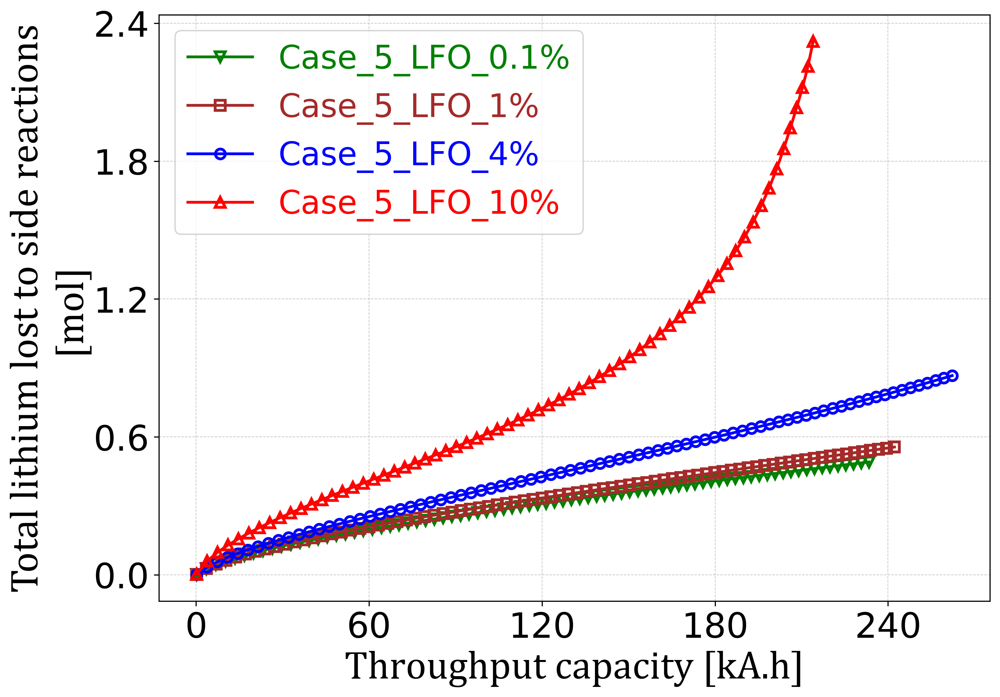 Total lithium lost to side reactions
[mol]
2.4
1.8
1.2
0.6
0.0
Case_5_LFO_0.1%
Case_5_LFO_1%
Case_5_LFO_4%
Case_5_LFO_10%
0 60 120 180 240
Throughput capacity [kA.h]